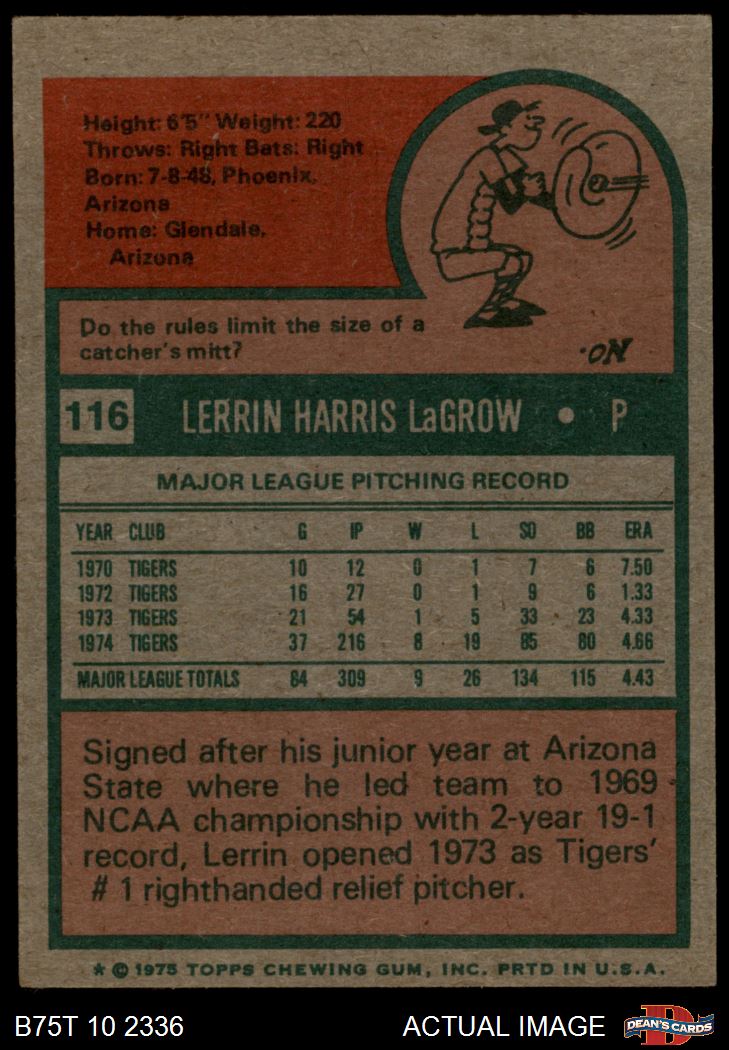 Height: 6'5" Weight: 220
Throws: Right Bats: Right
Born: 7-8-48, Phoenix,
Arizona
Home: Glendale,
Arizona
Do the rules limit the size of a
catcher's mitt?
No.
116 LERRIN HARRIS LaGROW • P
MAJOR LEAGUE PITCHING RECORD
YEAR CLUB G IP W L SO BB ERA
1970 TIGERS 10 12 0 1 7 6 7.50
1972 TIGERS 16 27 0 1 9 6 1.33
1973 TIGERS 21 54 1 5 33 23 4.33
1974 TIGERS 37 216 8 19 85 80 4.66
MAJOR LEAGUE TOTALS 84 309 9 26 134 115 4.43
Signed after his junior year at Arizona
State where he led team to 1969
NCAA championship with 2-year 19-1
record, Lerrin opened 1973 as Tigers'
# 1 righthanded relief pitcher.
* © 1975 TOPPS CHEWING GUM, INC. PRTD IN U.S.A.
B75T 10 2336 ACTUAL IMAGE DEAN'S CARDS